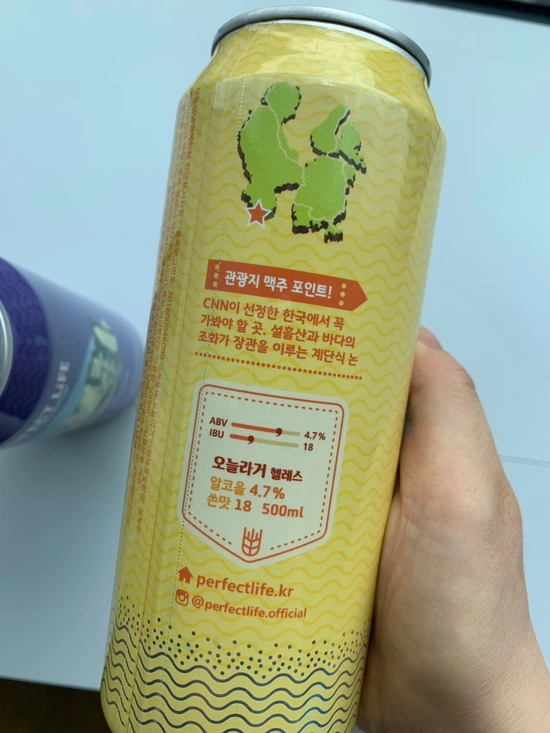 관광지 맥주 포인트!
CNN이 선정한 한국에서 꼭
가봐야 할 곳. 설흘산과 바다의
조화가 장관을 이루는 계단식 논
ABV 4.7%
IBU 18
오늘라거 헬레스
알코올 4.7%
쓴맛 18 500ml
perfectlife.kr
@perfectlife.official
LIFE